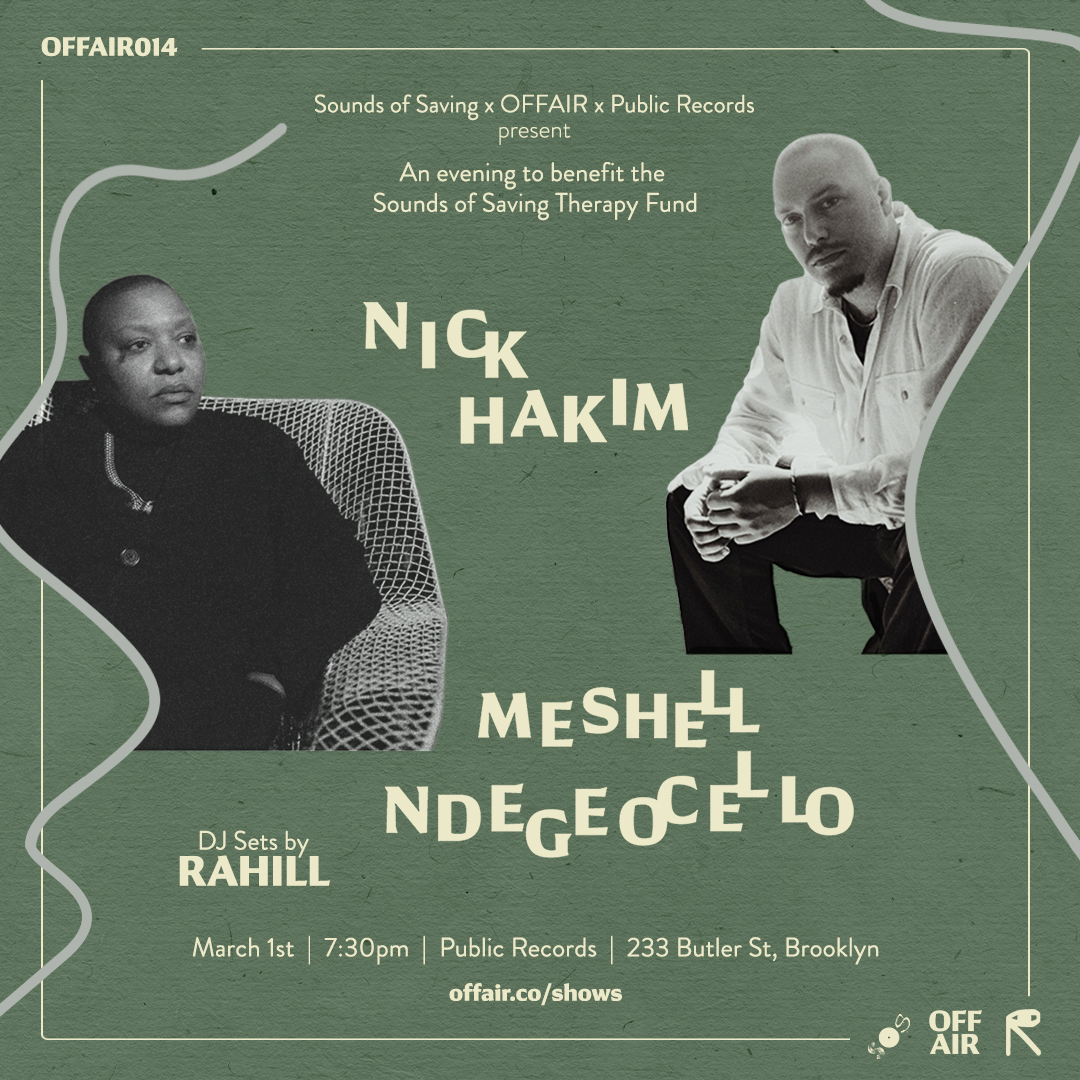 OFFAIR014
Sounds of Saving x OFFAIR x Public Records
present
An evening to benefit the
Sounds of Saving Therapy Fund
NICK
HAKIM
MESHELL
NDEGEOCELLO
DJ Sets by
RAHILL
March 1st | 7:30pm | Public Records | 233 Butler St, Brooklyn
offair.co/shows
OFF
AIR
R